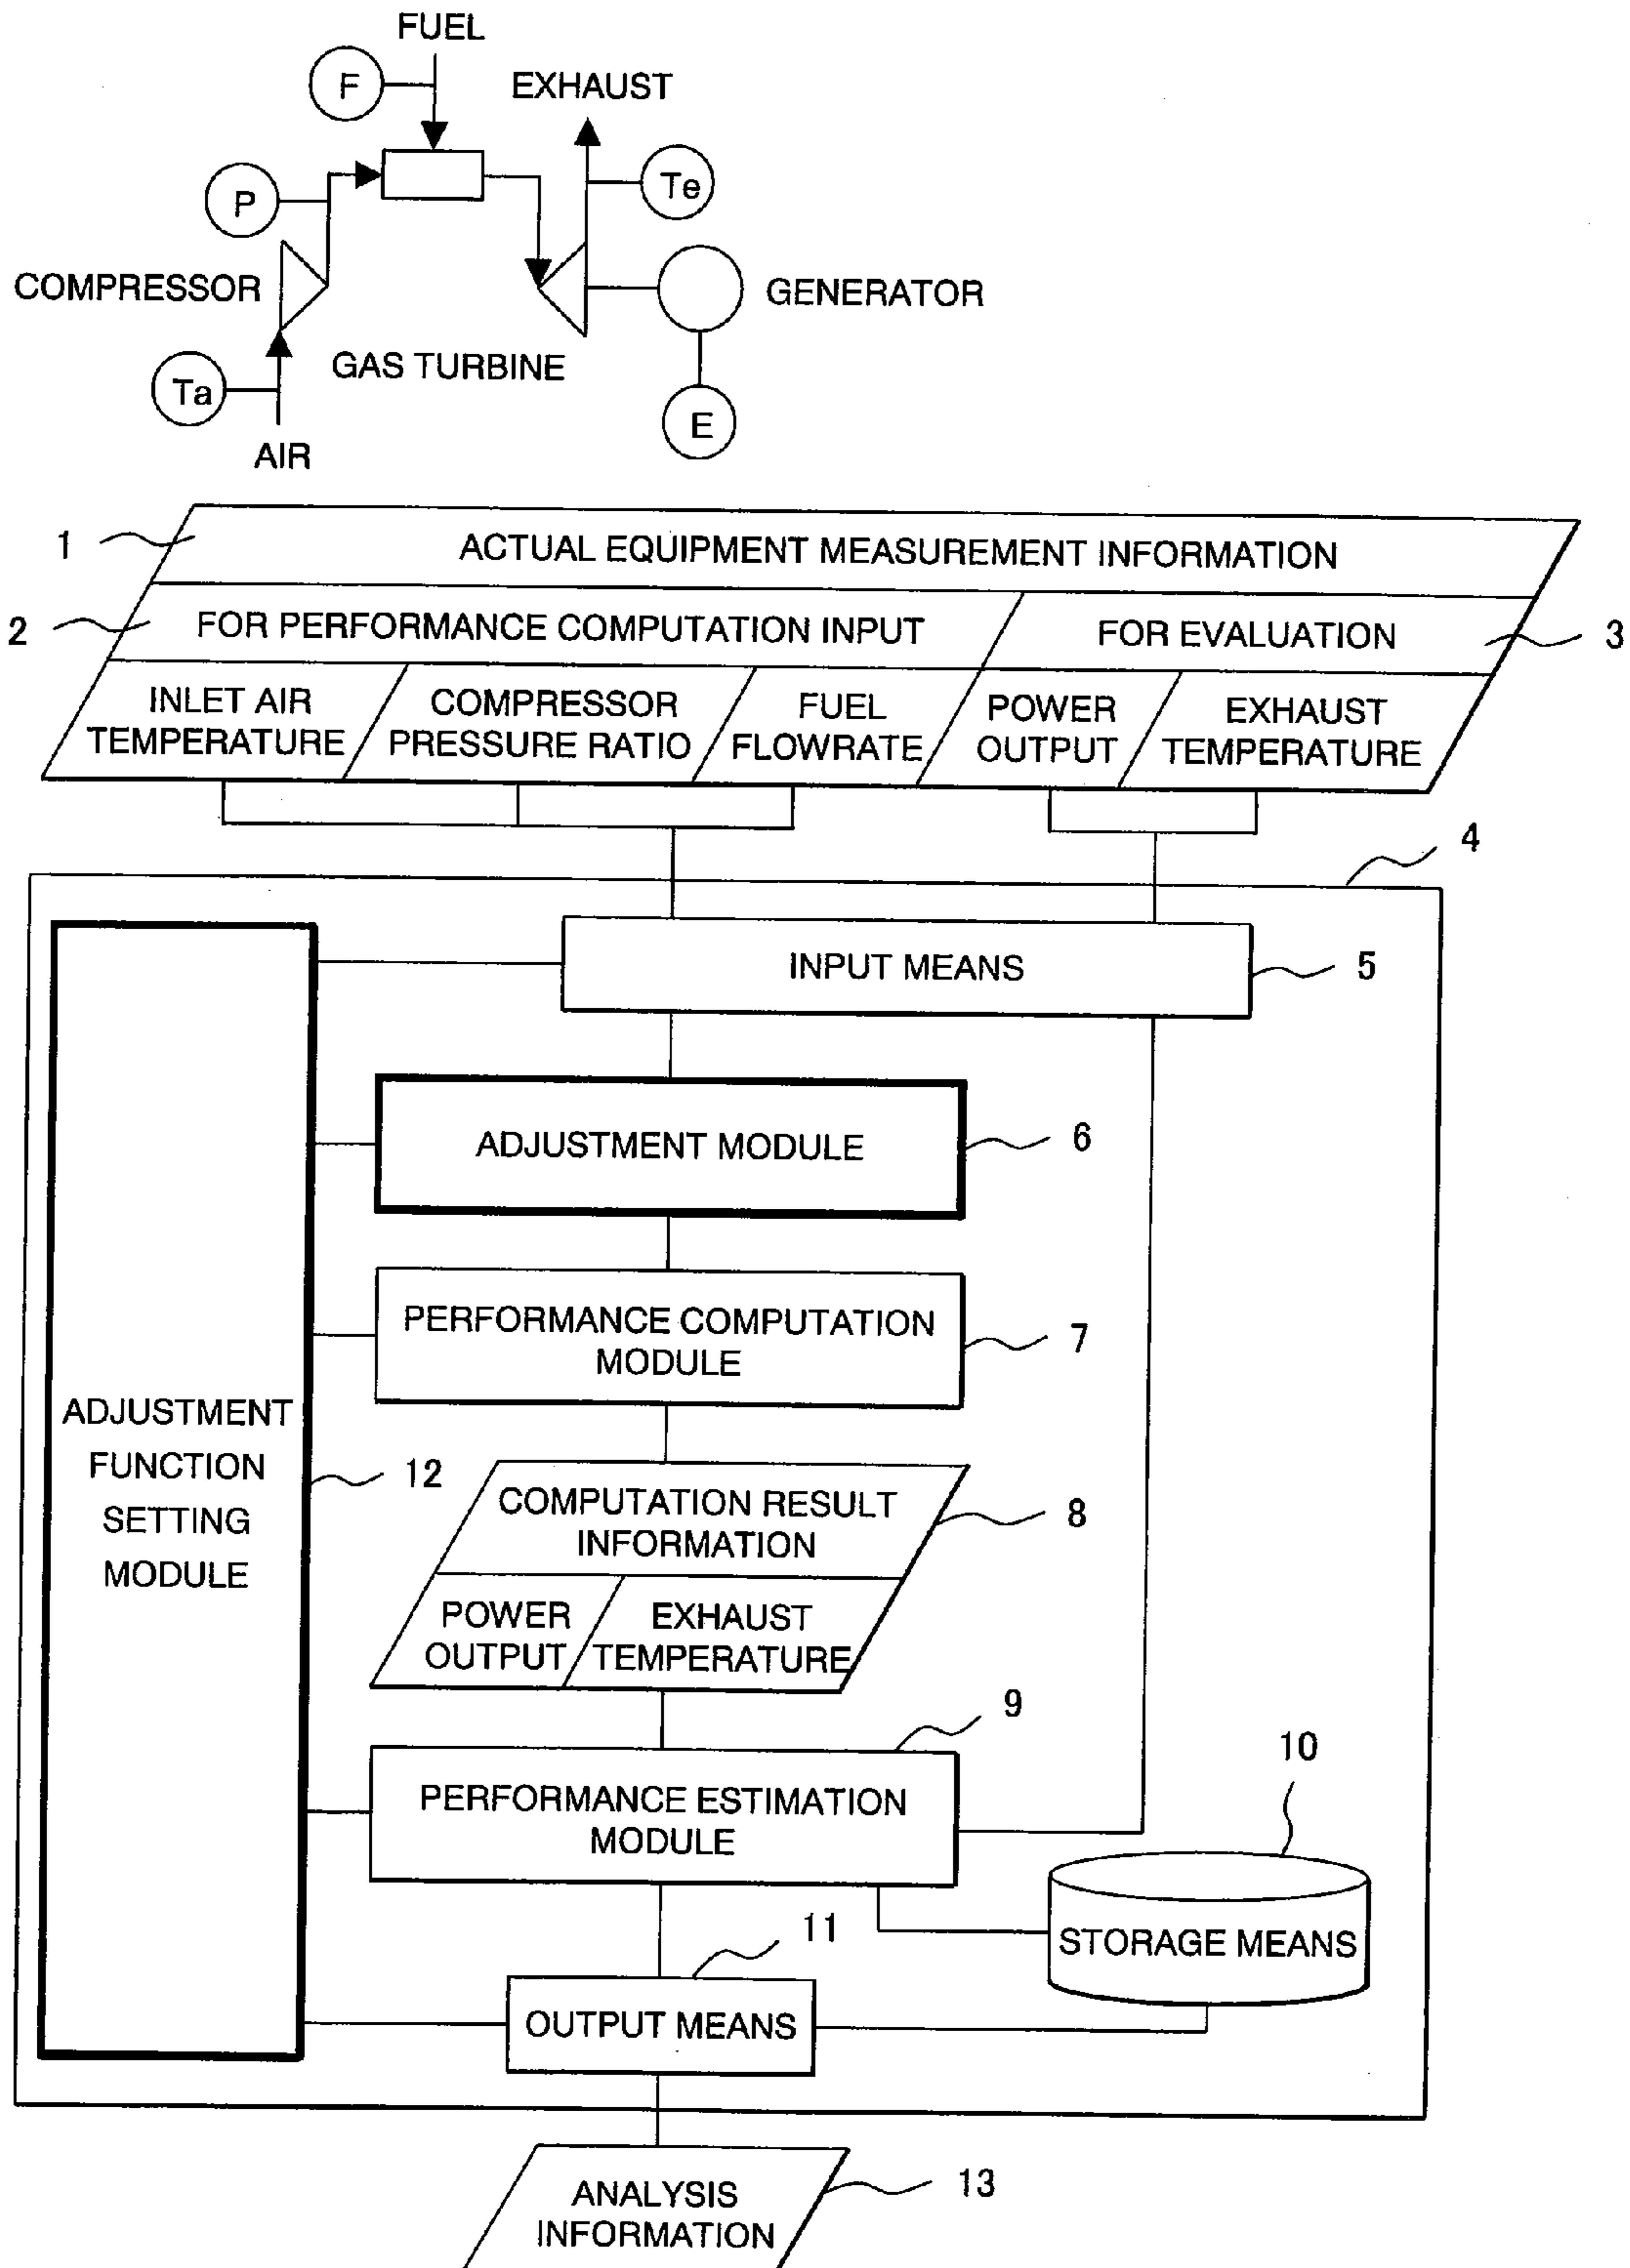 FUEL
F
EXHAUST
P
Te
COMPRESSOR
GENERATOR
GAS TURBINE
Ta
E
AIR
1
ACTUAL EQUIPMENT MEASUREMENT INFORMATION
2
FOR PERFORMANCE COMPUTATION INPUT
FOR EVALUATION
3
INLET AIR
TEMPERATURE
COMPRESSOR
PRESSURE RATIO
FUEL
FLOWRATE
POWER
OUTPUT
EXHAUST
TEMPERATURE
4
INPUT MEANS
5
ADJUSTMENT MODULE
6
PERFORMANCE COMPUTATION
MODULE
7
ADJUSTMENT
FUNCTION
SETTING
MODULE
12
COMPUTATION RESULT
INFORMATION
8
POWER
OUTPUT
EXHAUST
TEMPERATURE
9
PERFORMANCE ESTIMATION
MODULE
10
STORAGE MEANS
11
OUTPUT MEANS
ANALYSIS
INFORMATION
13